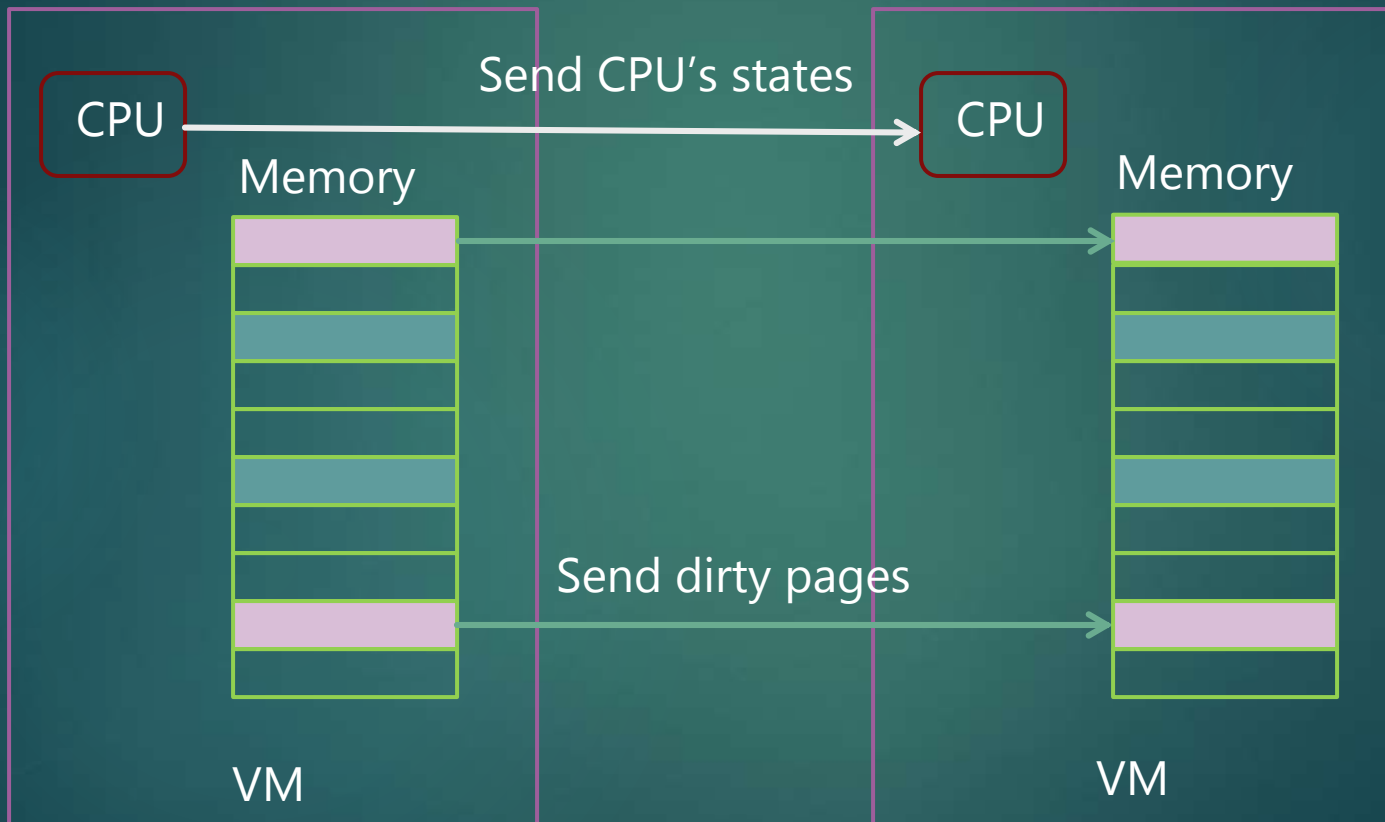 Send CPU’s states
CPU
CPU
Memory
Memory
Send dirty pages
VM
VM